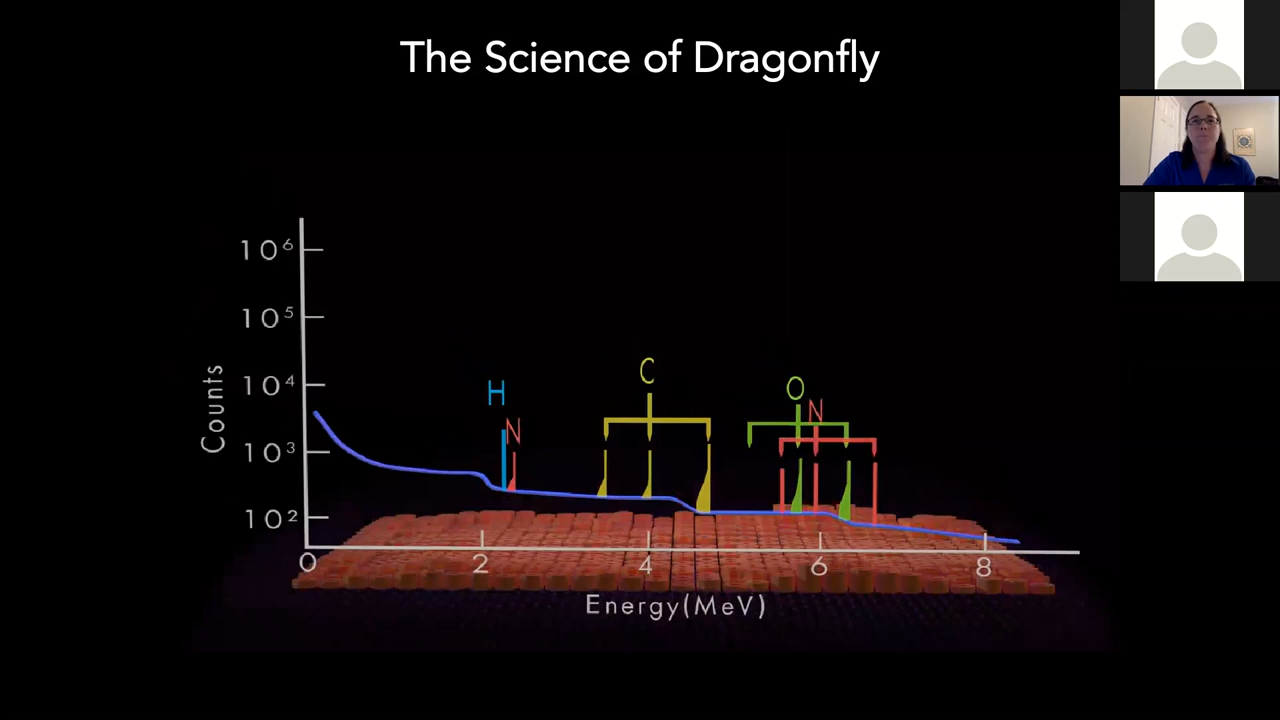 The Science of Dragonfly
10⁶
10⁵
10⁴
10³
10²
Counts
H
N
C
O
N
0 2 4 6 8
Energy(MeV)